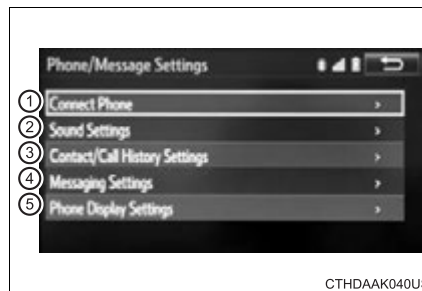 Phone/Message Settings
1 Connect Phone
2 Sound Settings
3 Contact/Call History Settings
4 Messaging Settings
5 Phone Display Settings
CTHDAAK040US